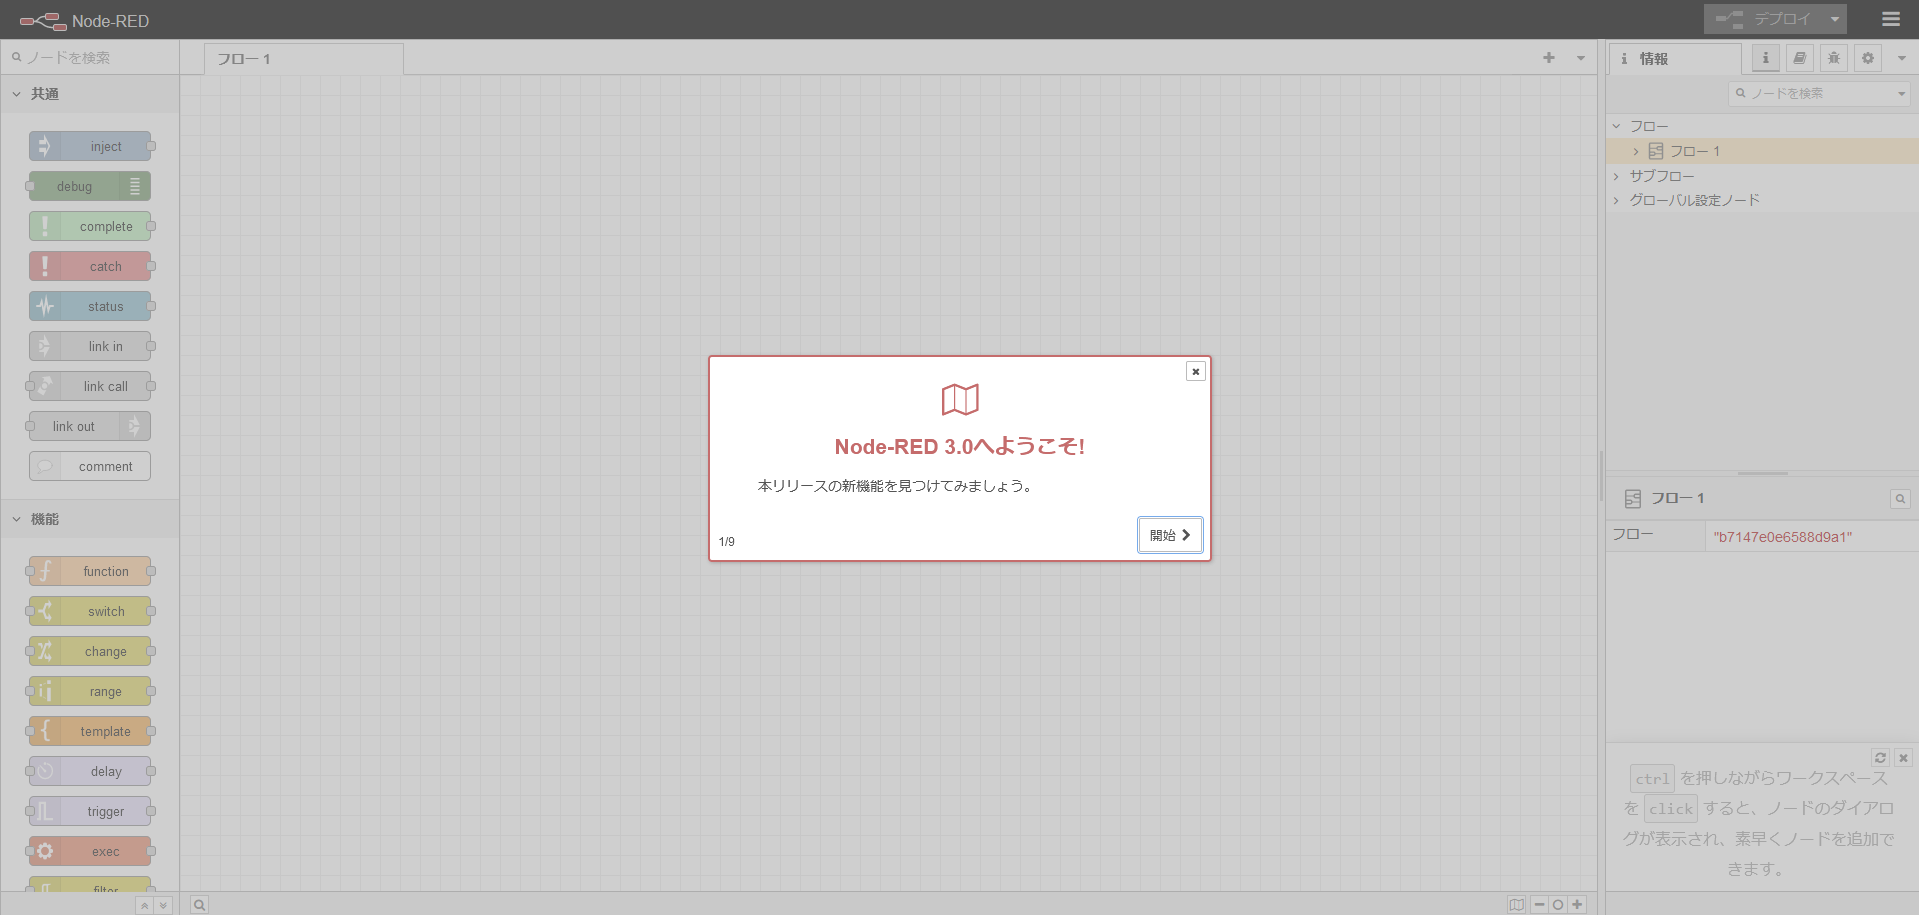 Node-RED
デプロイ
ノードを検索
フロー 1
情報
ノードを検索
共通
inject
debug
complete
catch
status
link in
link call
link out
comment
機能
function
switch
change
range
template
delay
trigger
exec
filter
Node-RED 3.0へようこそ!
本リリースの新機能を見つけてみましょう。
1/9
開始
フロー
フロー 1
サブフロー
グローバル設定ノード
フロー 1
フロー
"b7147e0e6588d9a1"
ctrl を押しながらワークスペース
を click すると、ノードのダイアロ
グが表示され、素早くノードを追加で
きます。